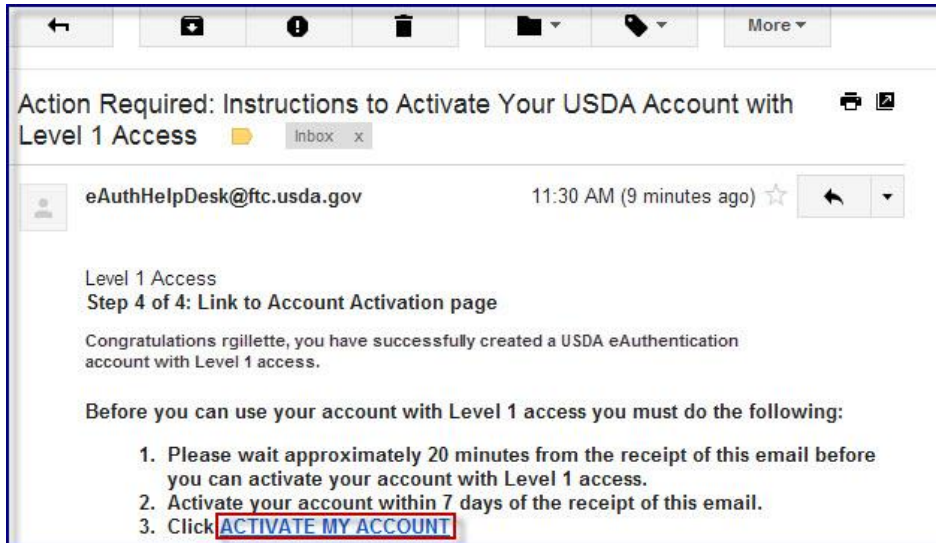 More
Action Required: Instructions to Activate Your USDA Account with
Level 1 Access Inbox x
eAuthHelpDesk@ftc.usda.gov 11:30 AM (9 minutes ago)
Level 1 Access
Step 4 of 4: Link to Account Activation page
Congratulations rgillette, you have successfully created a USDA eAuthentication
account with Level 1 access.
Before you can use your account with Level 1 access you must do the following:
1. Please wait approximately 20 minutes from the receipt of this email before
you can activate your account with Level 1 access.
2. Activate your account within 7 days of the receipt of this email.
3. Click ACTIVATE MY ACCOUNT